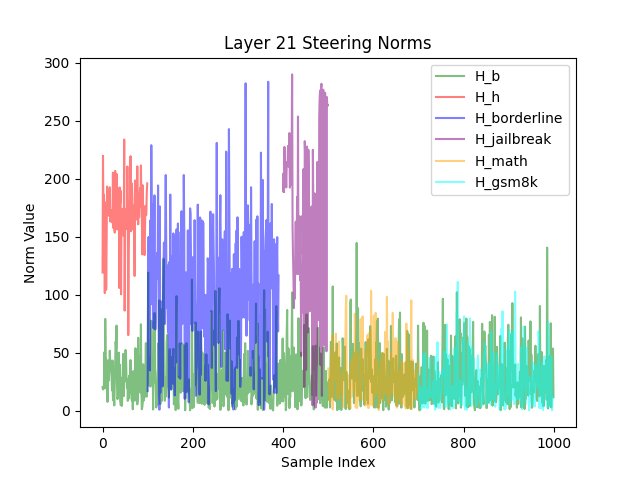 Layer 21 Steering Norms
300
250
200
150
100
50
0
Norm Value
H_b
H_h
H_borderline
H_jailbreak
H_math
H_gsm8k
0 200 400 600 800 1000
Sample Index